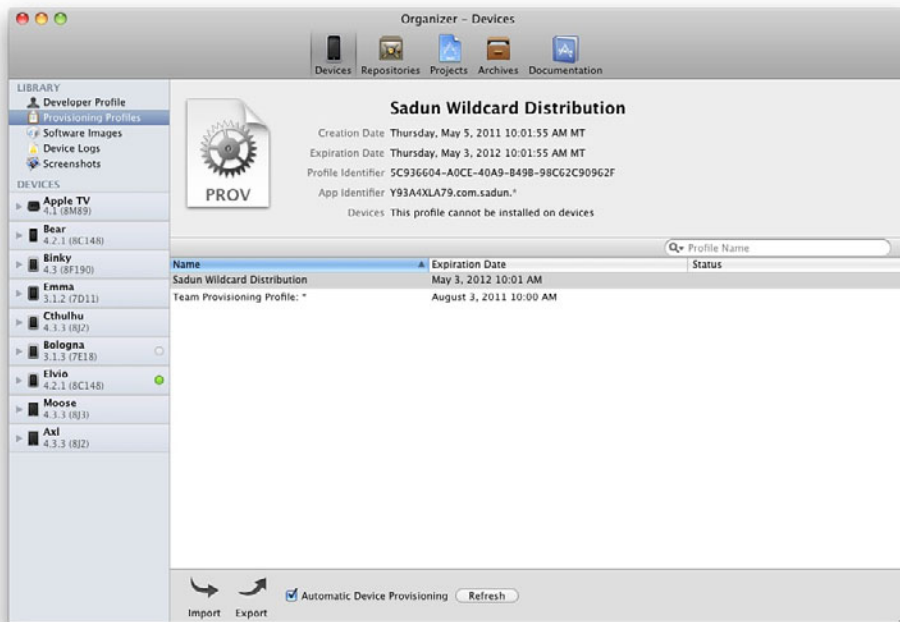 Organizer – Devices
Devices Repositories Projects Archives Documentation
LIBRARY
Developer Profile
Provisioning Profiles
Software Images
Device Logs
Screenshots
DEVICES
Apple TV
4.1 (8M89)
Bear
4.2.1 (8C148)
Binky
4.3 (8F190)
Emma
3.1.2 (7D11)
Cthulhu
4.3.3 (8J2)
Bologna
3.1.3 (7E18)
Elvio
4.2.1 (8C148)
Moose
4.3.3 (8J3)
Axl
4.3.3 (8J2)
PROV
Sadun Wildcard Distribution
Creation Date Thursday, May 5, 2011 10:01:55 AM MT
Expiration Date Thursday, May 3, 2012 10:01:55 AM MT
Profile Identifier 5C936604-A0CE-40A9-B49B-98C62C90962F
App Identifier Y93A4XLA79.com.sadun.*
Devices This profile cannot be installed on devices
Profile Name
Name Expiration Date Status
Sadun Wildcard Distribution May 3, 2012 10:01 AM
Team Provisioning Profile: * August 3, 2011 10:00 AM
Import Export Automatic Device Provisioning Refresh